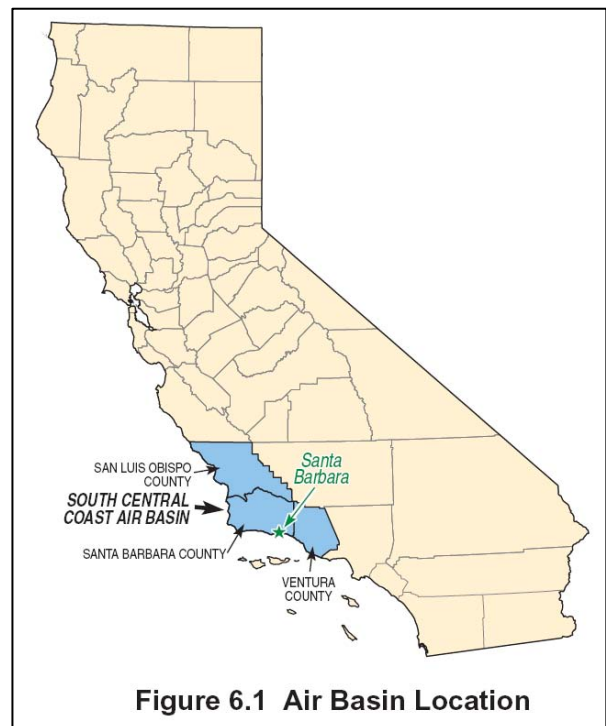 Santa
Barbara
SAN LUIS OBISPO
COUNTY
SOUTH CENTRAL
COAST AIR BASIN
SANTA BARBARA COUNTY
VENTURA
COUNTY
Figure 6.1 Air Basin Location